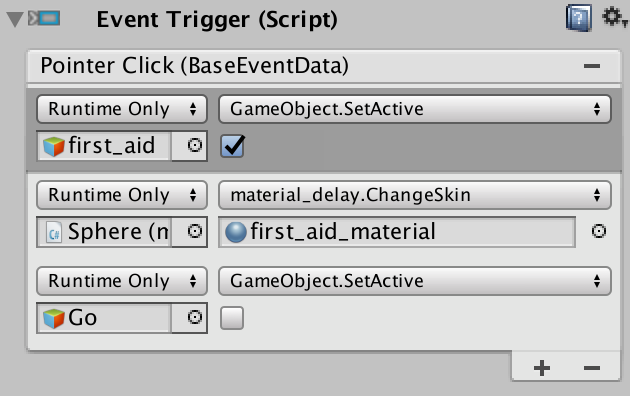 Event Trigger (Script)
Pointer Click (BaseEventData)
Runtime Only GameObject.SetActive
first_aid
Runtime Only material_delay.ChangeSkin
Sphere (n first_aid_material
Runtime Only GameObject.SetActive
Go